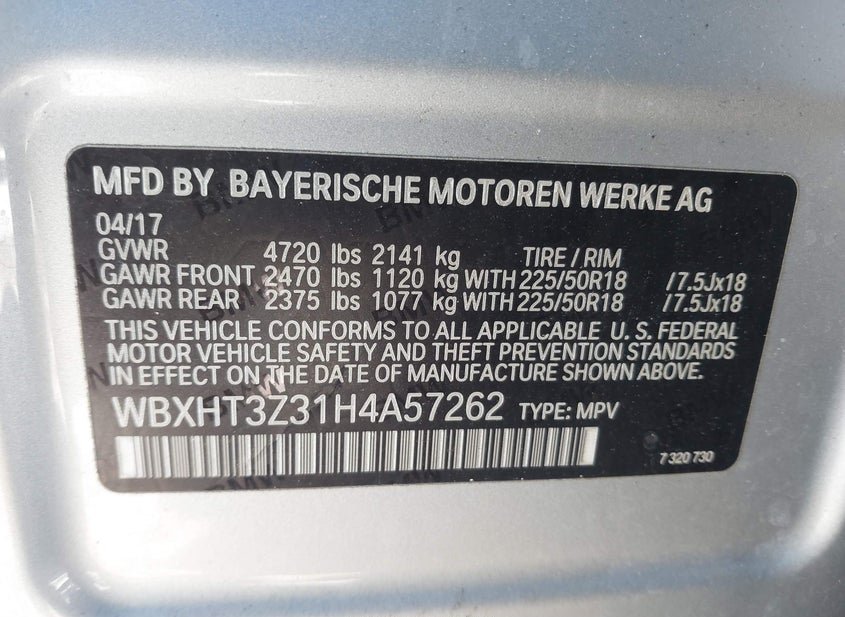 MFD BY BAYERISCHE MOTOREN WERKE AG
04/17
GVWR 4720 lbs 2141 kg TIRE / RIM
GAWR FRONT 2470 lbs 1120 kg WITH 225/50R18 / 7.5Jx18
GAWR REAR 2375 lbs 1077 kg WITH 225/50R18 / 7.5Jx18
THIS VEHICLE CONFORMS TO ALL APPLICABLE U. S. FEDERAL
MOTOR VEHICLE SAFETY AND THEFT PREVENTION STANDARDS
IN EFFECT ON THE DATE OF MANUFACTURE SHOWN ABOVE.
WBXHT3Z31H4A57262 TYPE: MPV
7 320 730